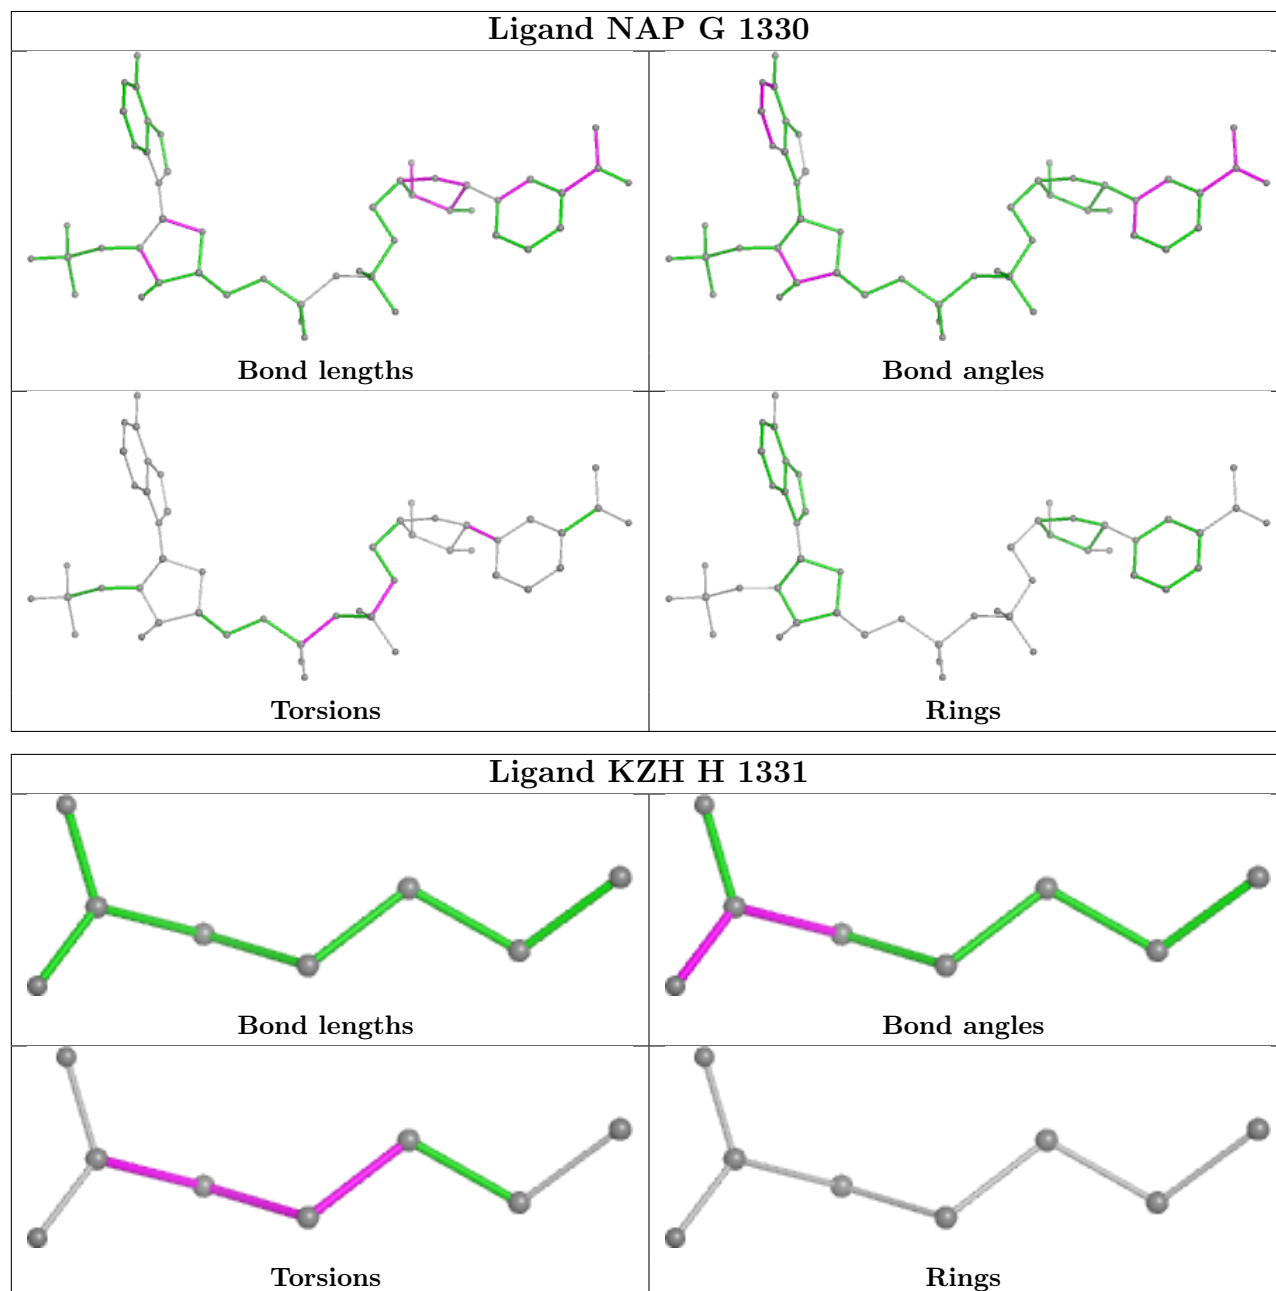 Ligand NAP G 1330
Bond lengths
Bond angles
Torsions
Rings
Ligand KZH H 1331
Bond lengths
Bond angles
Torsions
Rings